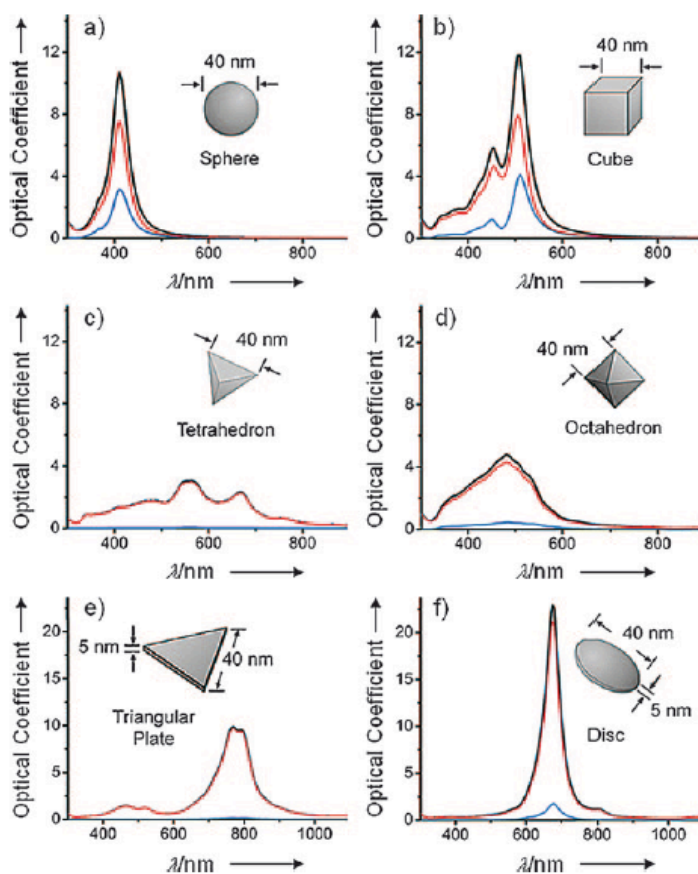 a)
Optical Coefficient
12
8
4
0
40 nm
Sphere
400 600 800
λ/nm
b)
Optical Coefficient
12
8
4
0
40 nm
Cube
400 600 800
λ/nm
c)
Optical Coefficient
12
8
4
0
40 nm
Tetrahedron
400 600 800
λ/nm
d)
Optical Coefficient
12
8
4
0
40 nm
Octahedron
400 600 800
λ/nm
e)
Optical Coefficient
20
15
10
5
0
5 nm
40 nm
Triangular
Plate
400 600 800 1000
λ/nm
f)
Optical Coefficient
20
15
10
5
0
40 nm
5 nm
Disc
400 600 800 1000
λ/nm